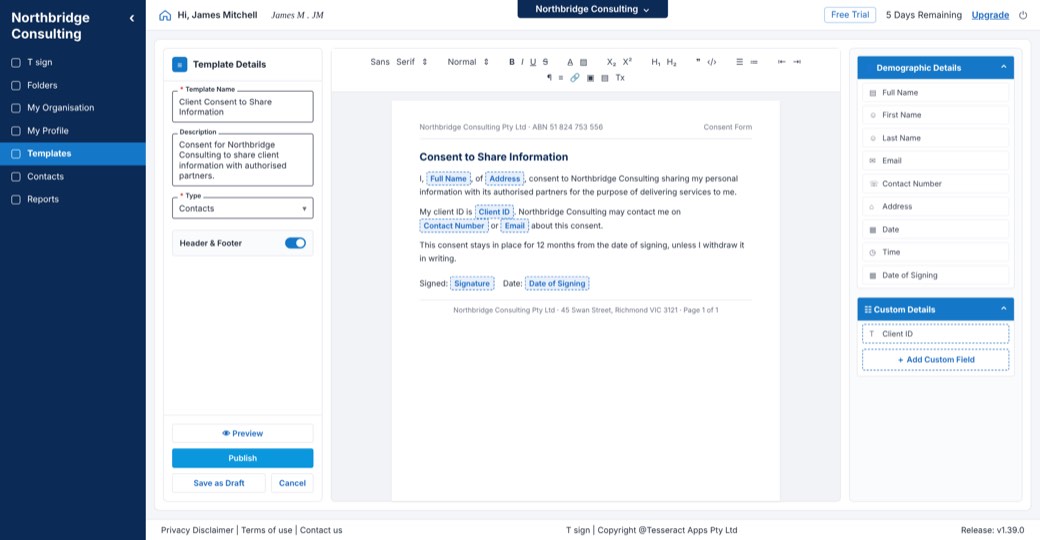 Northbridge
Consulting
T sign
Folders
My Organisation
My Profile
Templates
Contacts
Reports
Hi, James Mitchell
James M . JM
Northbridge Consulting
Free Trial
5 Days Remaining
Upgrade
Template Details
* Template Name
Client Consent to Share
Information
Description
Consent for Northbridge
Consulting to share client
information with authorised
partners.
* Type
Contacts
Header & Footer
Preview
Publish
Save as Draft
Cancel
Sans Serif Normal B I U S A X₂ X² H₁ H₂ " </>
¶ Tx
Northbridge Consulting Pty Ltd · ABN 51 824 753 556
Consent Form
Consent to Share Information
I, Full Name, of Address, consent to Northbridge Consulting sharing my personal
information with its authorised partners for the purpose of delivering services to me.
My client ID is Client ID. Northbridge Consulting may contact me on
Contact Number or Email about this consent.
This consent stays in place for 12 months from the date of signing, unless I withdraw it
in writing.
Signed: Signature Date: Date of Signing
Northbridge Consulting Pty Ltd · 45 Swan Street, Richmond VIC 3121 · Page 1 of 1
Demographic Details
Full Name
First Name
Last Name
Email
Contact Number
Address
Date
Time
Date of Signing
Custom Details
T Client ID
+ Add Custom Field
Privacy Disclaimer | Terms of use | Contact us
T sign | Copyright @Tesseract Apps Pty Ltd
Release: v1.39.0